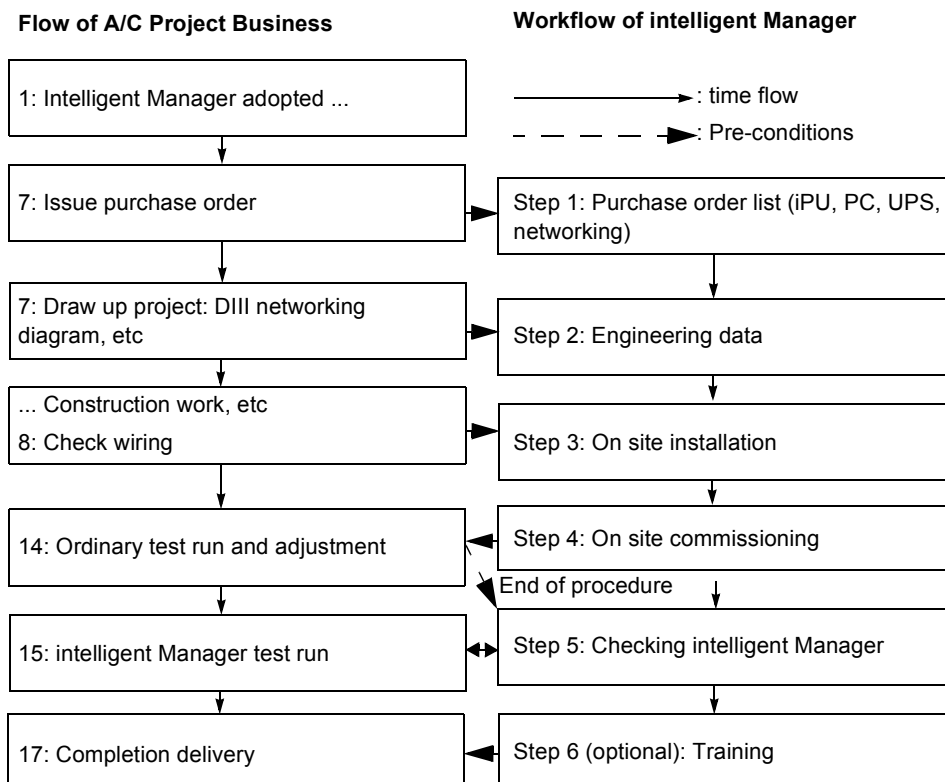 Flow of A/C Project Business
Workflow of intelligent Manager
1: Intelligent Manager adopted ...
: time flow
: Pre-conditions
7: Issue purchase order
Step 1: Purchase order list (iPU, PC, UPS,
networking)
7: Draw up project: DIII networking
diagram, etc
Step 2: Engineering data
... Construction work, etc
8: Check wiring
Step 3: On site installation
14: Ordinary test run and adjustment
Step 4: On site commissioning
End of procedure
15: intelligent Manager test run
Step 5: Checking intelligent Manager
17: Completion delivery
Step 6 (optional): Training